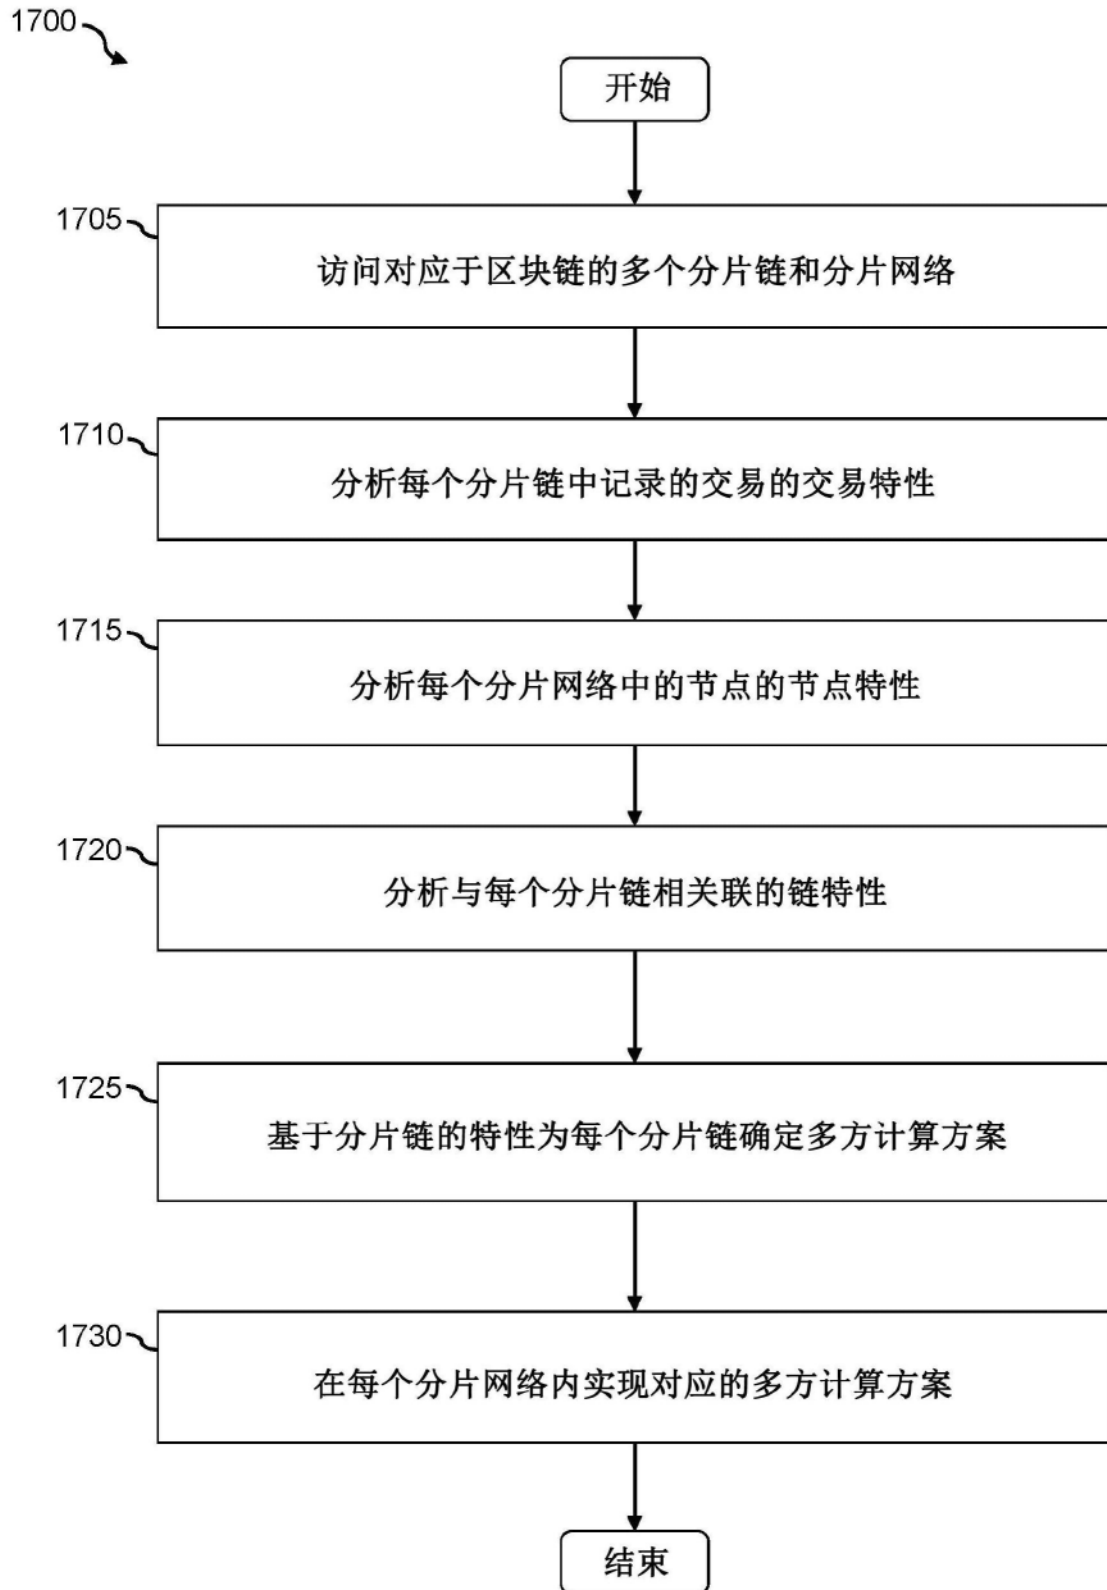 1700
开始
1705
访问对应于区块链的多个分片链和分片网络
1710
分析每个分片链中记录的交易的交易特性
1715
分析每个分片网络中的节点的节点特性
1720
分析与每个分片链相关联的链特性
1725
基于分片链的特性为每个分片链确定多方计算方案
1730
在每个分片网络内实现对应的多方计算方案
结束